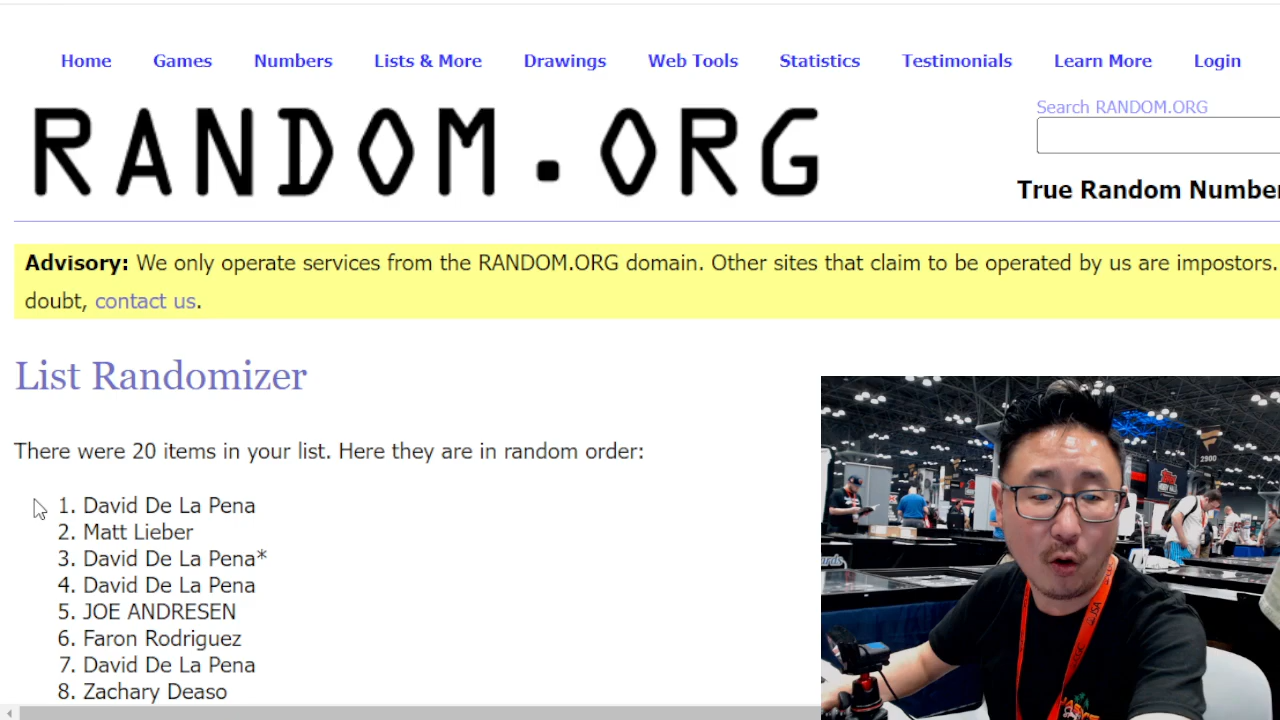 Home Games Numbers Lists & More Drawings Web Tools Statistics Testimonials Learn More Login
RANDOM.ORG
Search RANDOM.ORG
True Random Number
Advisory: We only operate services from the RANDOM.ORG domain. Other sites that claim to be operated by us are impostors.
doubt, contact us.
List Randomizer
There were 20 items in your list. Here they are in random order:
1. David De La Pena
2. Matt Lieber
3. David De La Pena*
4. David De La Pena
5. JOE ANDRESEN
6. Faron Rodriguez
7. David De La Pena
8. Zachary Deaso
2900